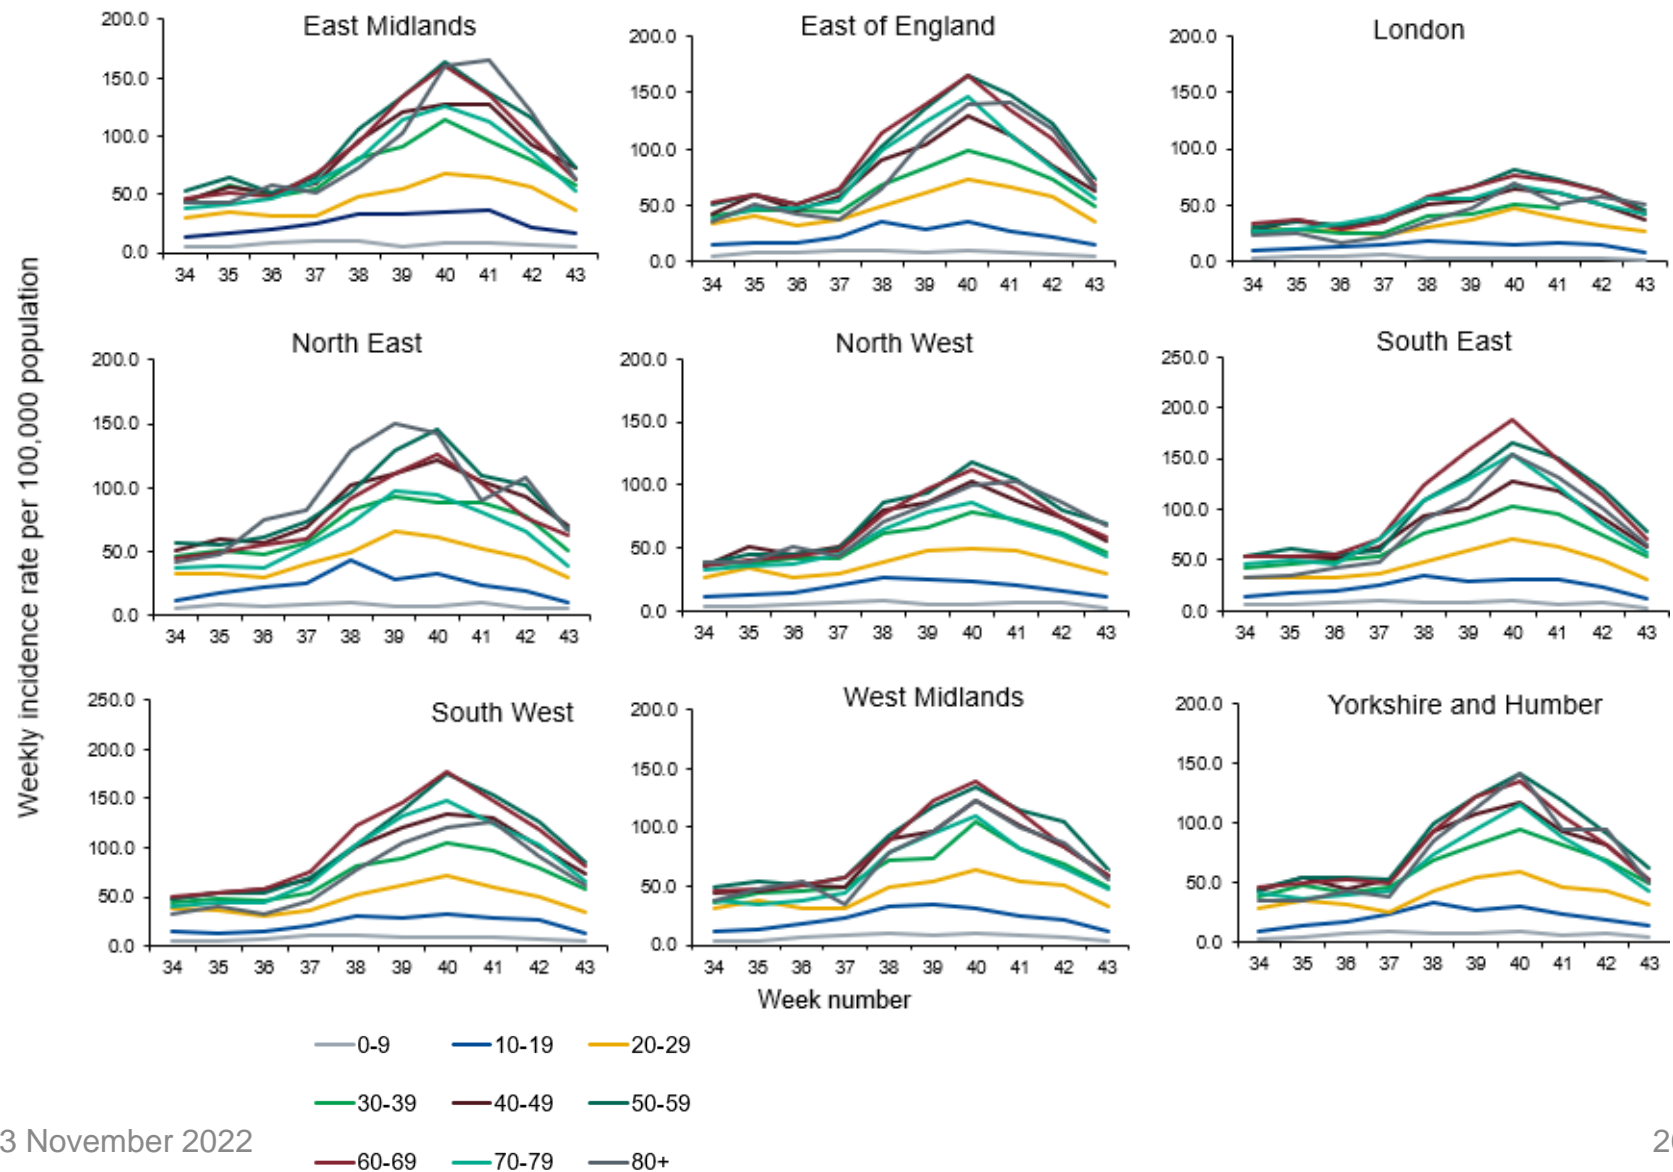 Weekly incidence rate per 100,000 population
East Midlands
200.0
150.0
100.0
50.0
0.0
34 35 36 37 38 39 40 41 42 43
East of England
200.0
150.0
100.0
50.0
0.0
34 35 36 37 38 39 40 41 42 43
London
200.0
150.0
100.0
50.0
0.0
34 35 36 37 38 39 40 41 42 43
North East
200.0
150.0
100.0
50.0
0.0
34 35 36 37 38 39 40 41 42 43
North West
200.0
150.0
100.0
50.0
0.0
34 35 36 37 38 39 40 41 42 43
South East
250.0
200.0
150.0
100.0
50.0
0.0
34 35 36 37 38 39 40 41 42 43
South West
250.0
200.0
150.0
100.0
50.0
0.0
34 35 36 37 38 39 40 41 42 43
West Midlands
200.0
150.0
100.0
50.0
0.0
34 35 36 37 38 39 40 41 42 43
Yorkshire and Humber
200.0
150.0
100.0
50.0
0.0
34 35 36 37 38 39 40 41 42 43
Week number
0-9 10-19 20-29
30-39 40-49 50-59
60-69 70-79 80+
3 November 2022